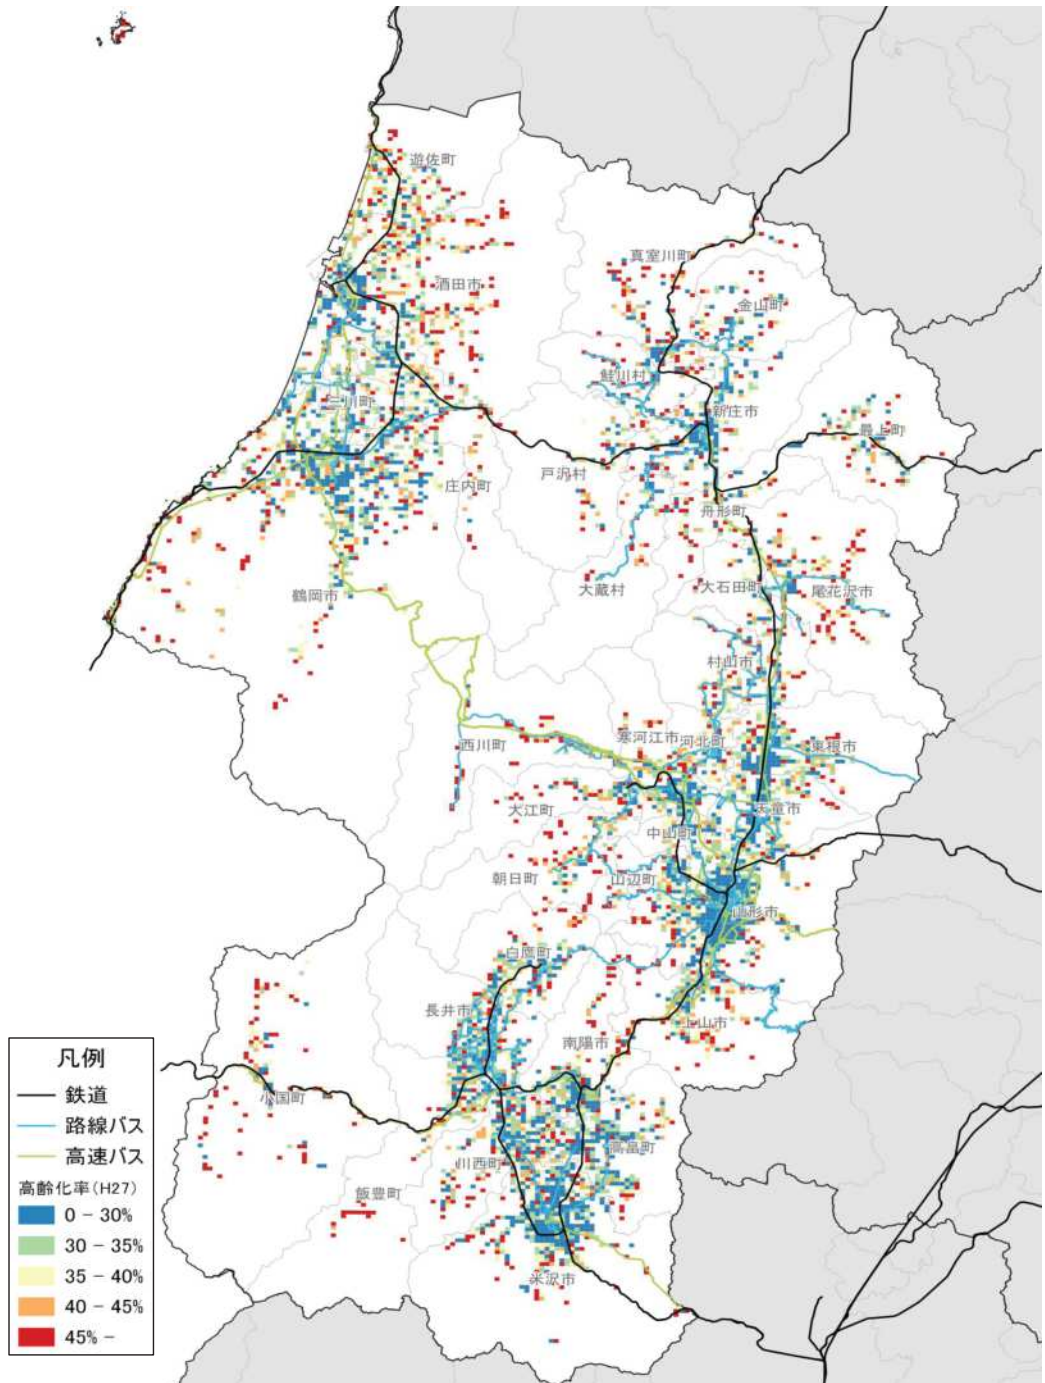 遊佐町
真室川町
酒田市
金山町
鮭川村
三川町
新庄市
最上町
戸沢村
庄内町
舟形町
大蔵村
大石田町
尾花沢市
鶴岡市
村山市
西川町
寒河江市
河北町
東根市
大江町
天童市
中山町
朝日町
山辺町
山形市
白鷹町
長井市
上山市
南陽市
小国町
高畠町
川西町
飯豊町
米沢市
凡例
鉄道
路線バス
高速バス
高齢化率(H27)
0 - 30%
30 - 35%
35 - 40%
40 - 45%
45% -